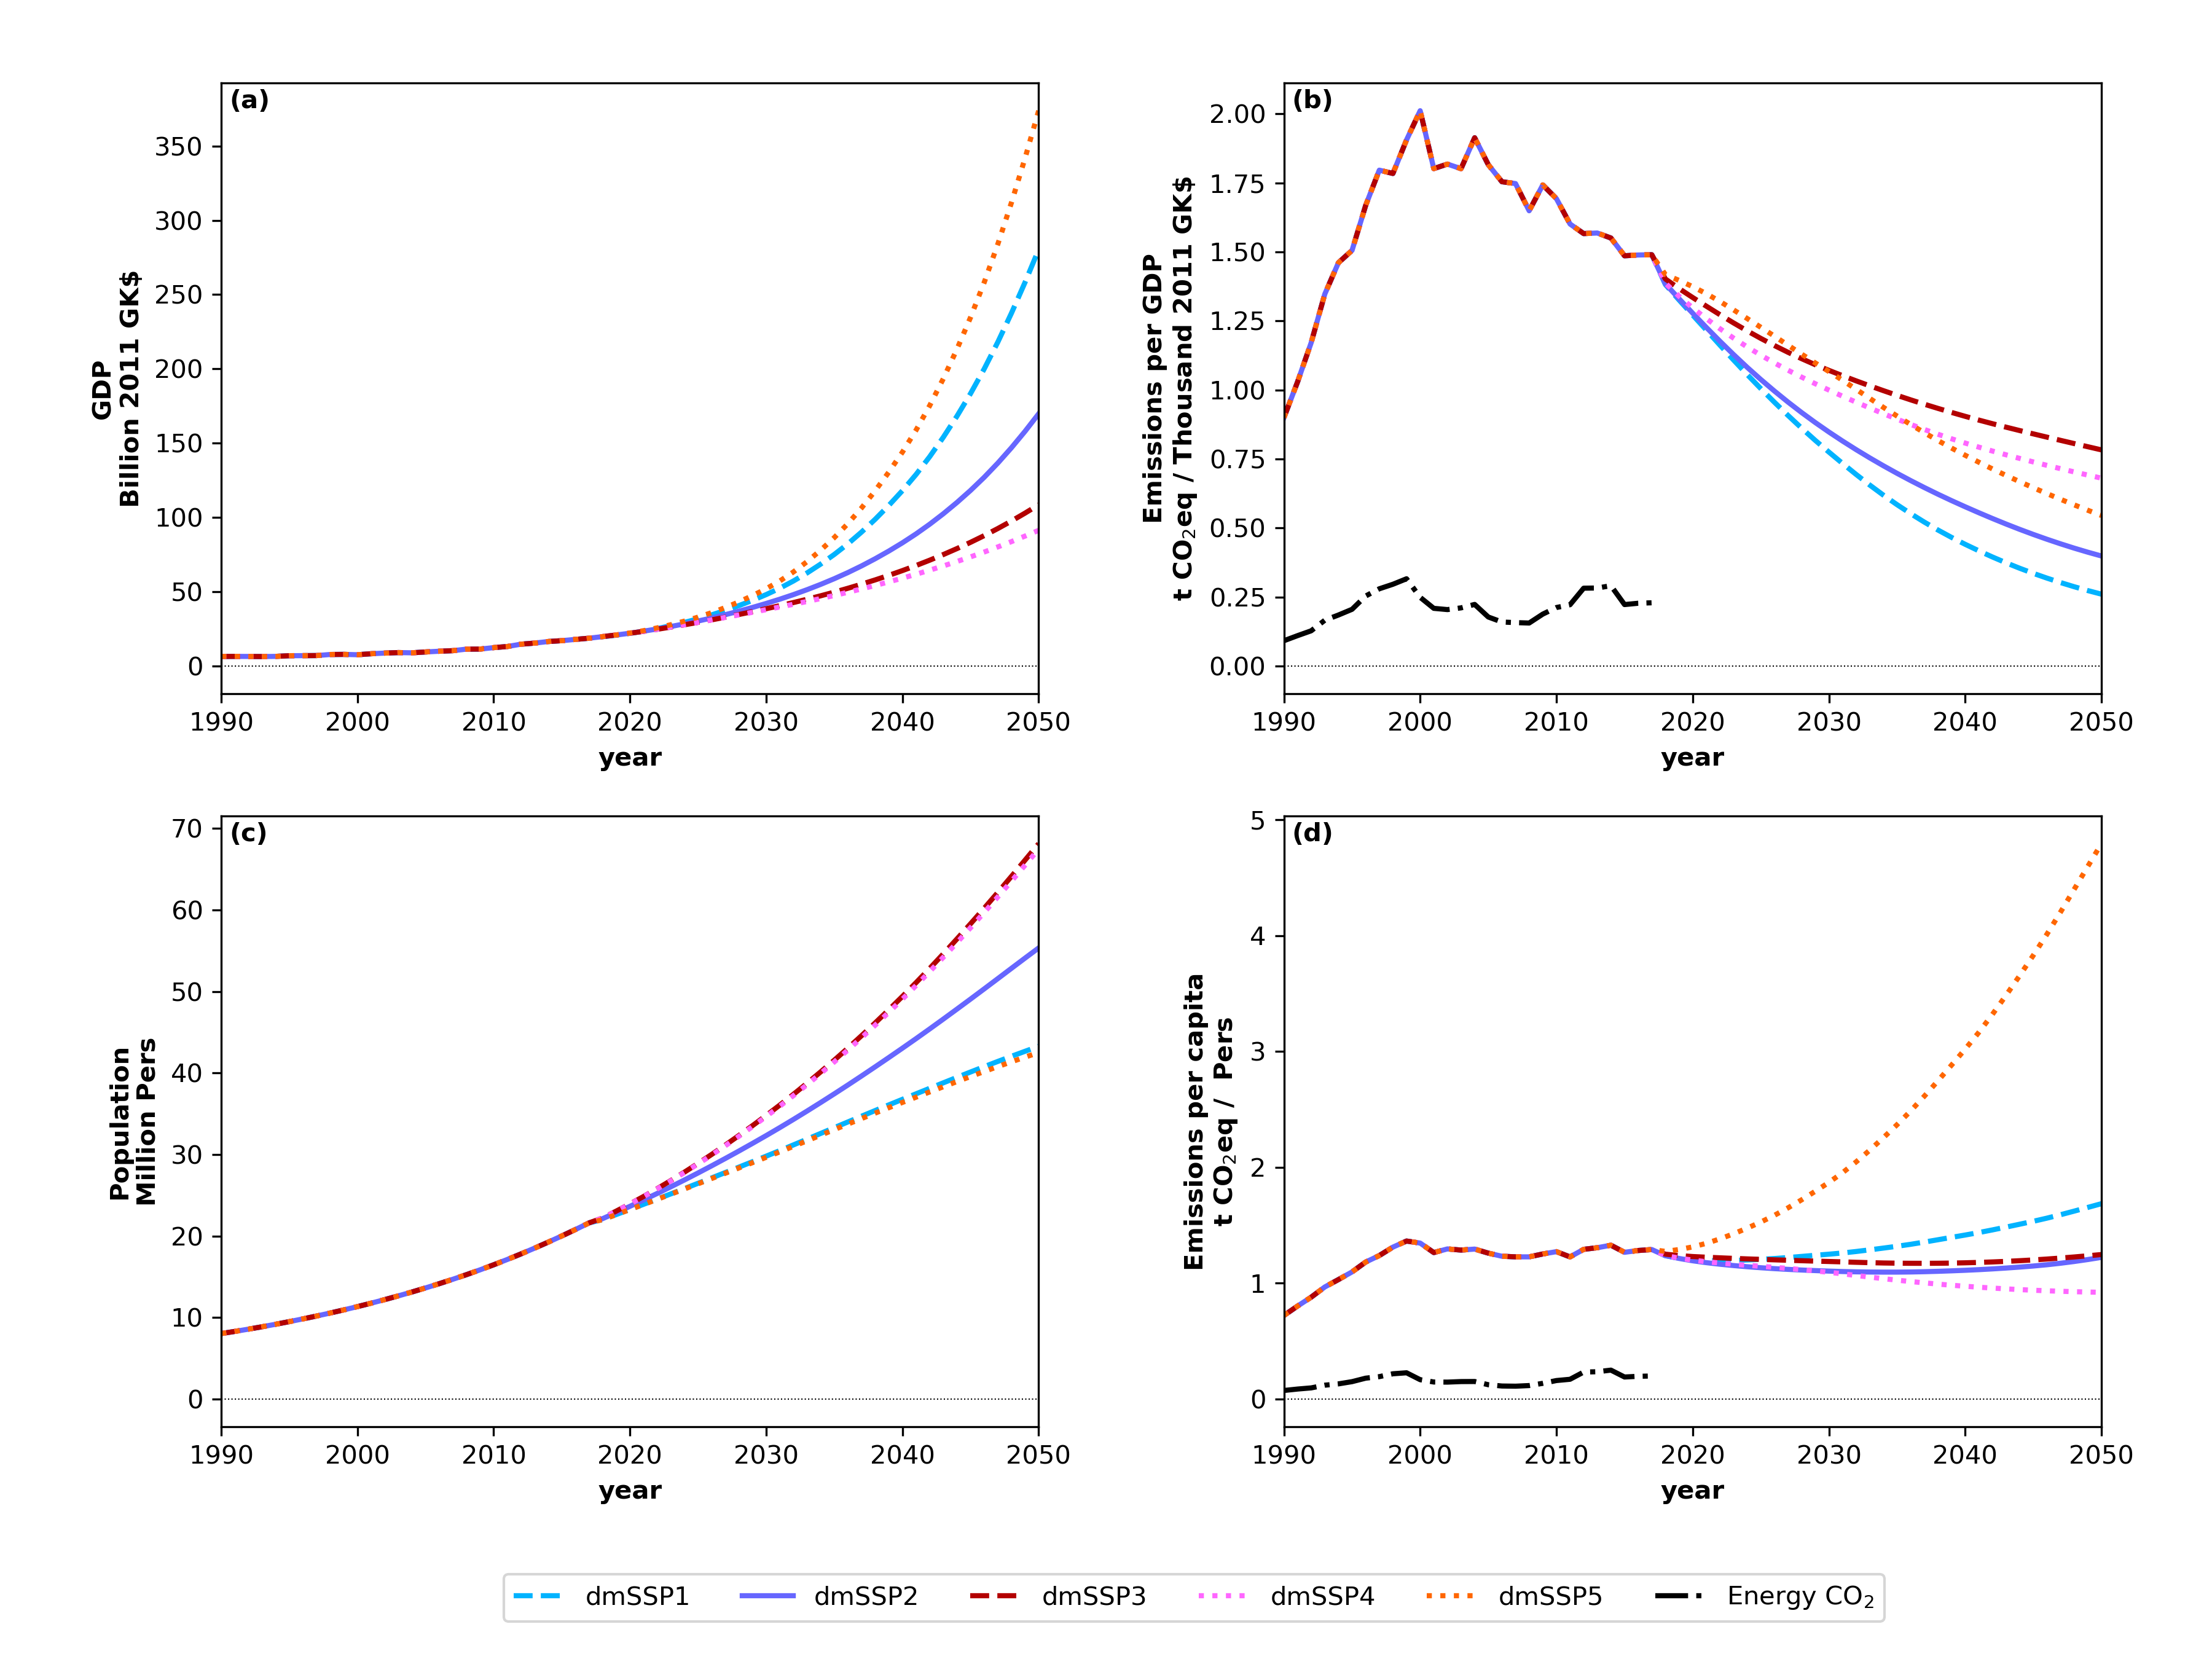 (a)
GDP
Billion 2011 GK$
350
300
250
200
150
100
50
0
1990 2000 2010 2020 2030 2040 2050
year
(b)
Emissions per GDP
t CO₂eq / Thousand 2011 GK$
2.00
1.75
1.50
1.25
1.00
0.75
0.50
0.25
0.00
1990 2000 2010 2020 2030 2040 2050
year
(c)
Population
Million Pers
70
60
50
40
30
20
10
0
1990 2000 2010 2020 2030 2040 2050
year
(d)
Emissions per capita
t CO₂eq / Pers
5
4
3
2
1
0
1990 2000 2010 2020 2030 2040 2050
year
dmSSP1 dmSSP2 dmSSP3 dmSSP4 dmSSP5 Energy CO₂